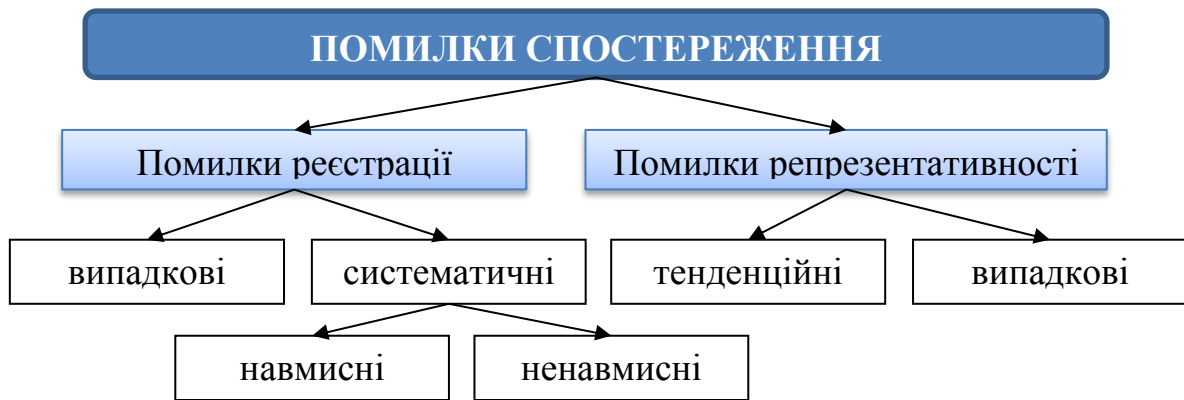 ПОМИЛКИ СПОСТЕРЕЖЕННЯ
Помилки реєстрації
Помилки репрезентативності
випадкові
систематичні
тенденційні
випадкові
навмисні
ненавмисні